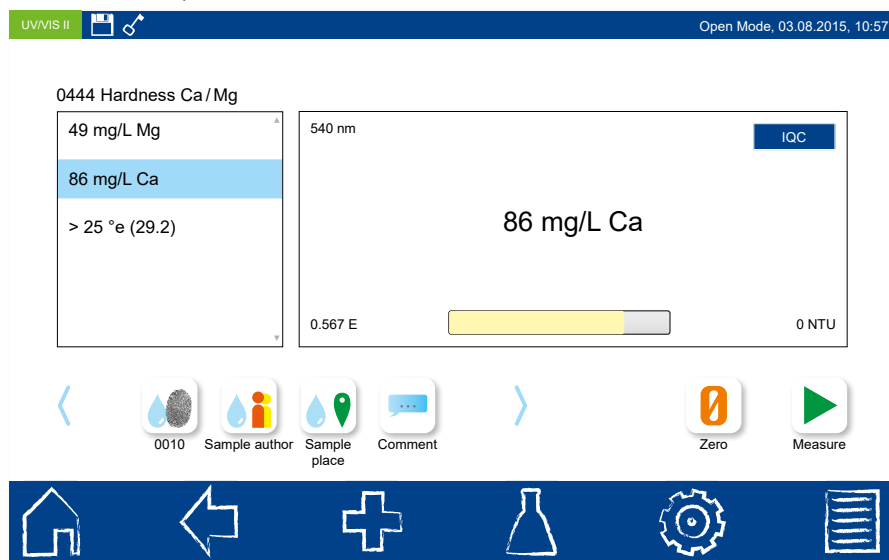 UV/VIS II
Open Mode, 03.08.2015, 10:57
0444 Hardness Ca/Mg
49 mg/L Mg
86 mg/L Ca
> 25 °e (29.2)
540 nm
IQC
86 mg/L Ca
0.567 E
0 NTU
0010
Sample author
Sample
place
Comment
Zero
Measure